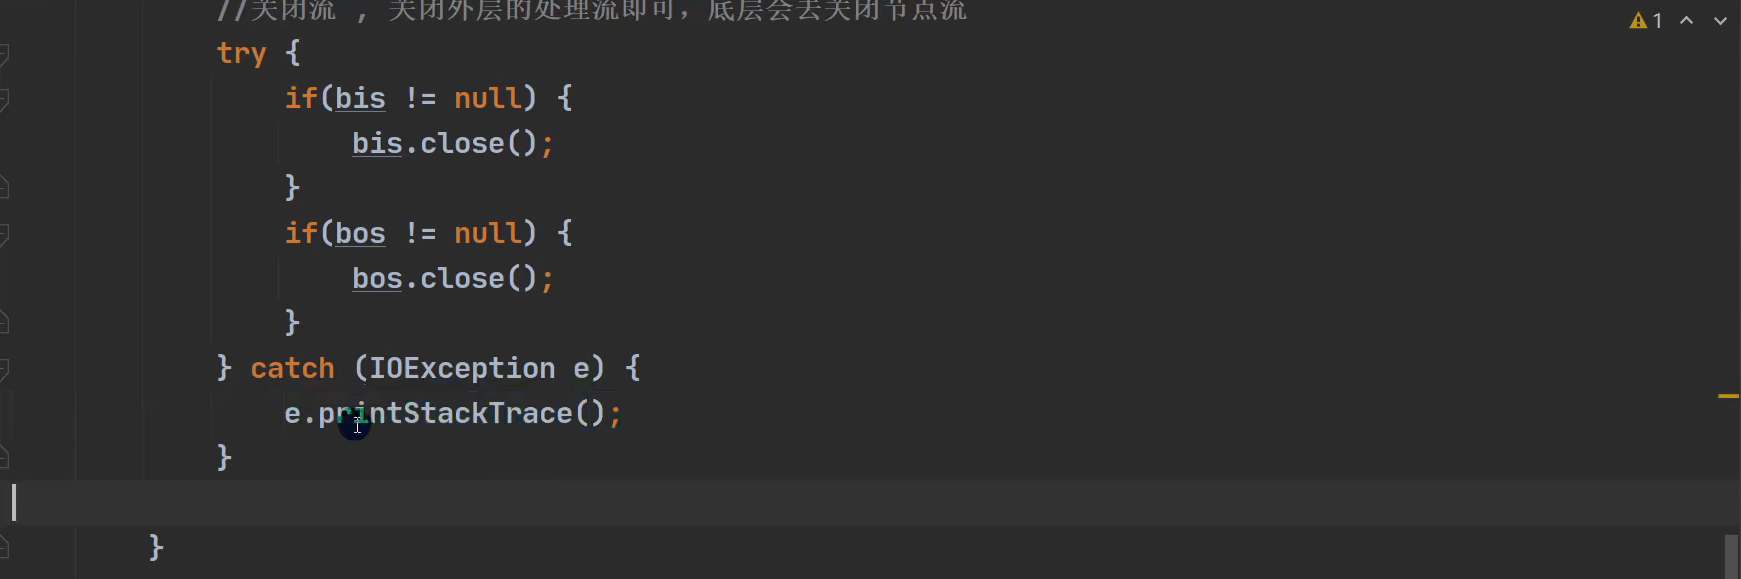 //关闭流 , 关闭外层的处理流即可，底层会去关闭节点流
1
try {
if(bis != null) {
bis.close();
}
if(bos != null) {
bos.close();
}
} catch (IOException e) {
e.printStackTrace();
}
}